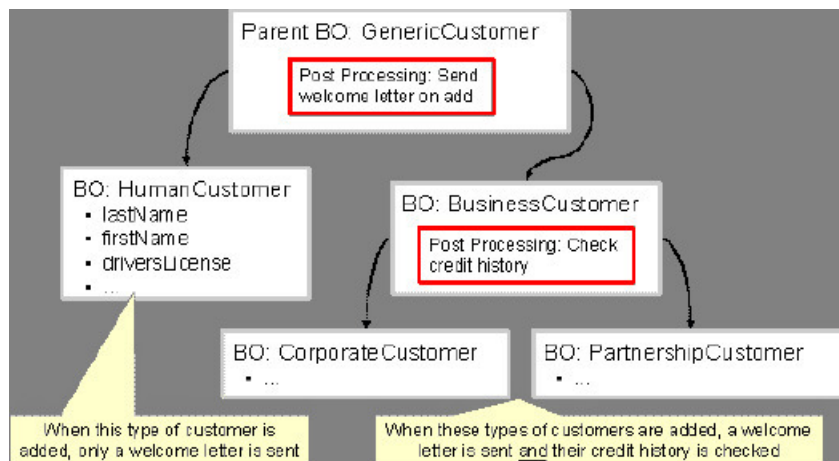 Parent BO: GenericCustomer
Post Processing: Send
welcome letter on add
BO: HumanCustomer
▪ lastName
▪ firstName
▪ driversLicense
▪ ...
BO: BusinessCustomer
Post Processing: Check
credit history
BO: CorporateCustomer
▪ ...
BO: PartnershipCustomer
▪ ...
When this type of customer is
added, only a welcome letter is sent
When these types of customers are added, a welcome
letter is sent and their credit history is checked